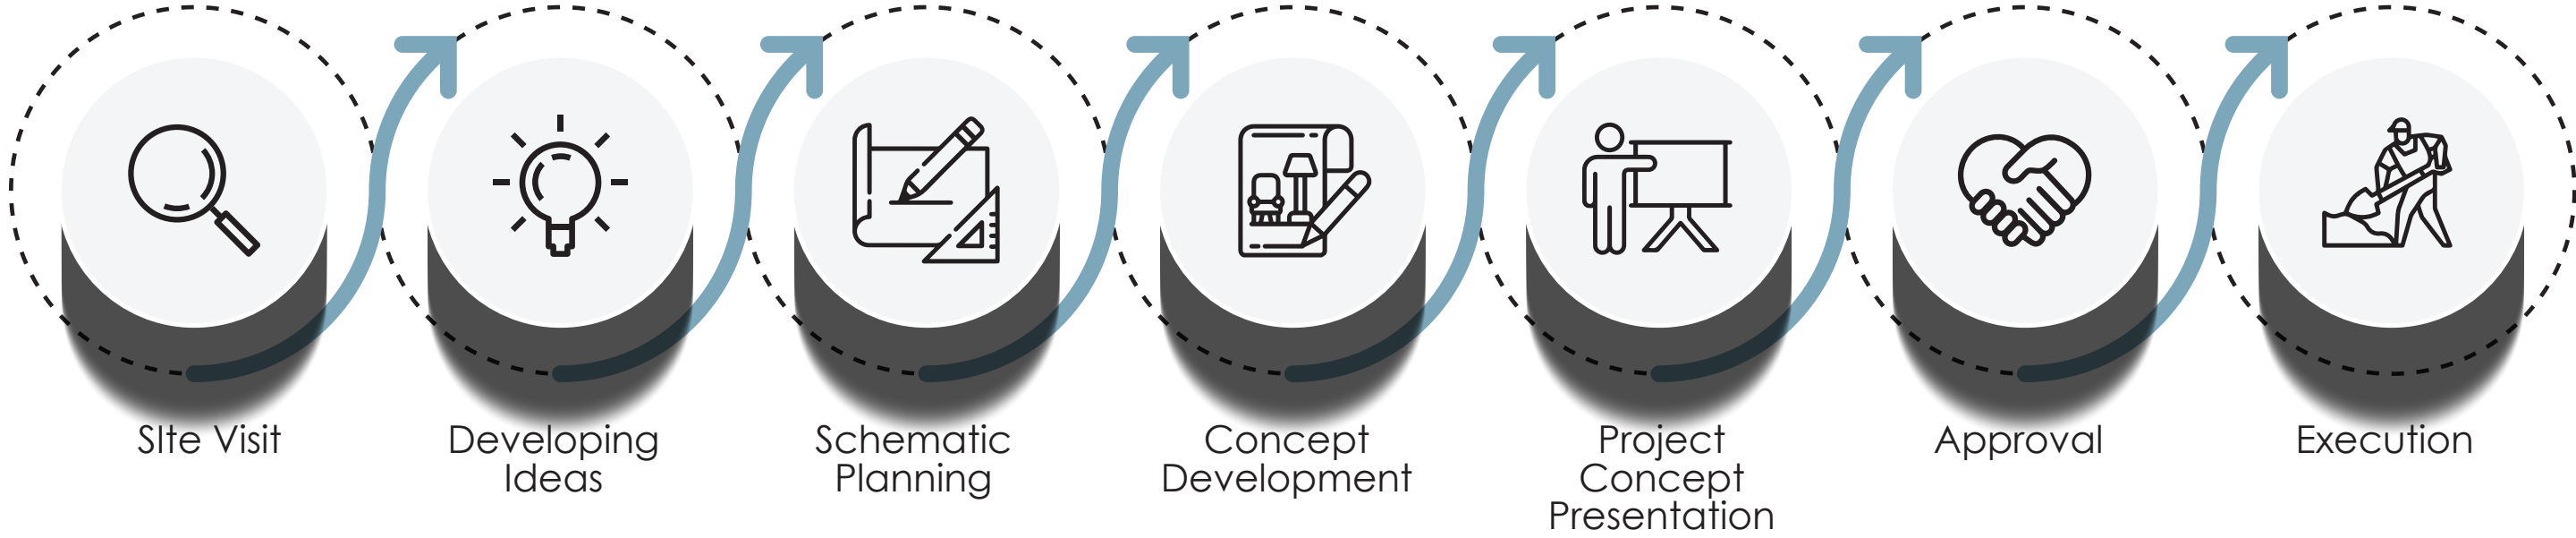 SIte Visit
Developing
Ideas
Schematic
Planning
Concept
Development
Project
Concept
Presentation
Approval
Execution